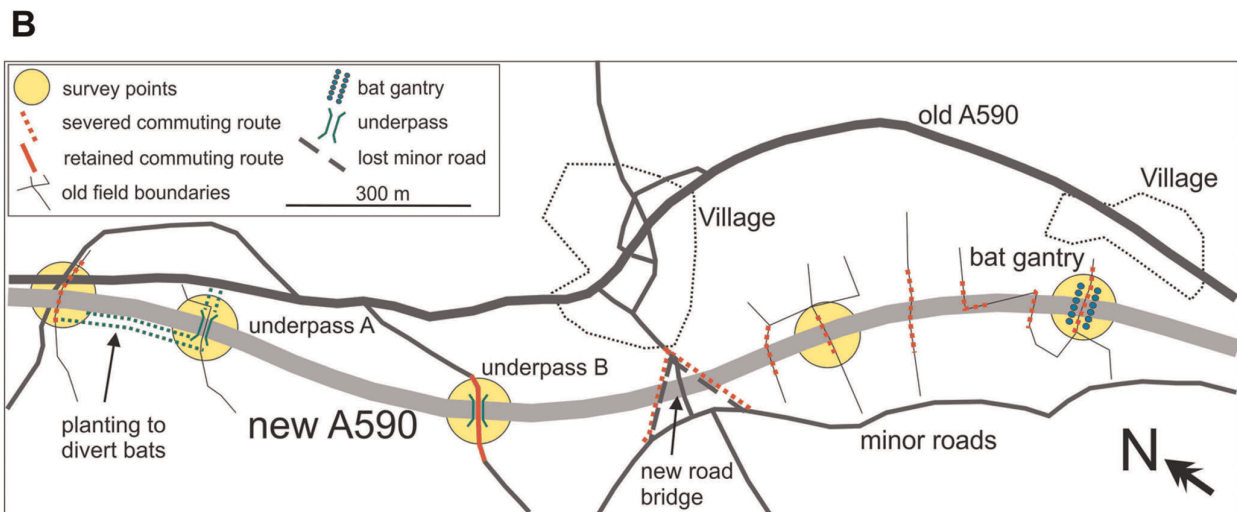 B
survey points
severed commuting route
retained commuting route
old field boundaries
bat gantry
underpass
lost minor road
300 m
old A590
Village
Village
bat gantry
underpass A
underpass B
planting to
divert bats
new A590
new road
bridge
minor roads
N